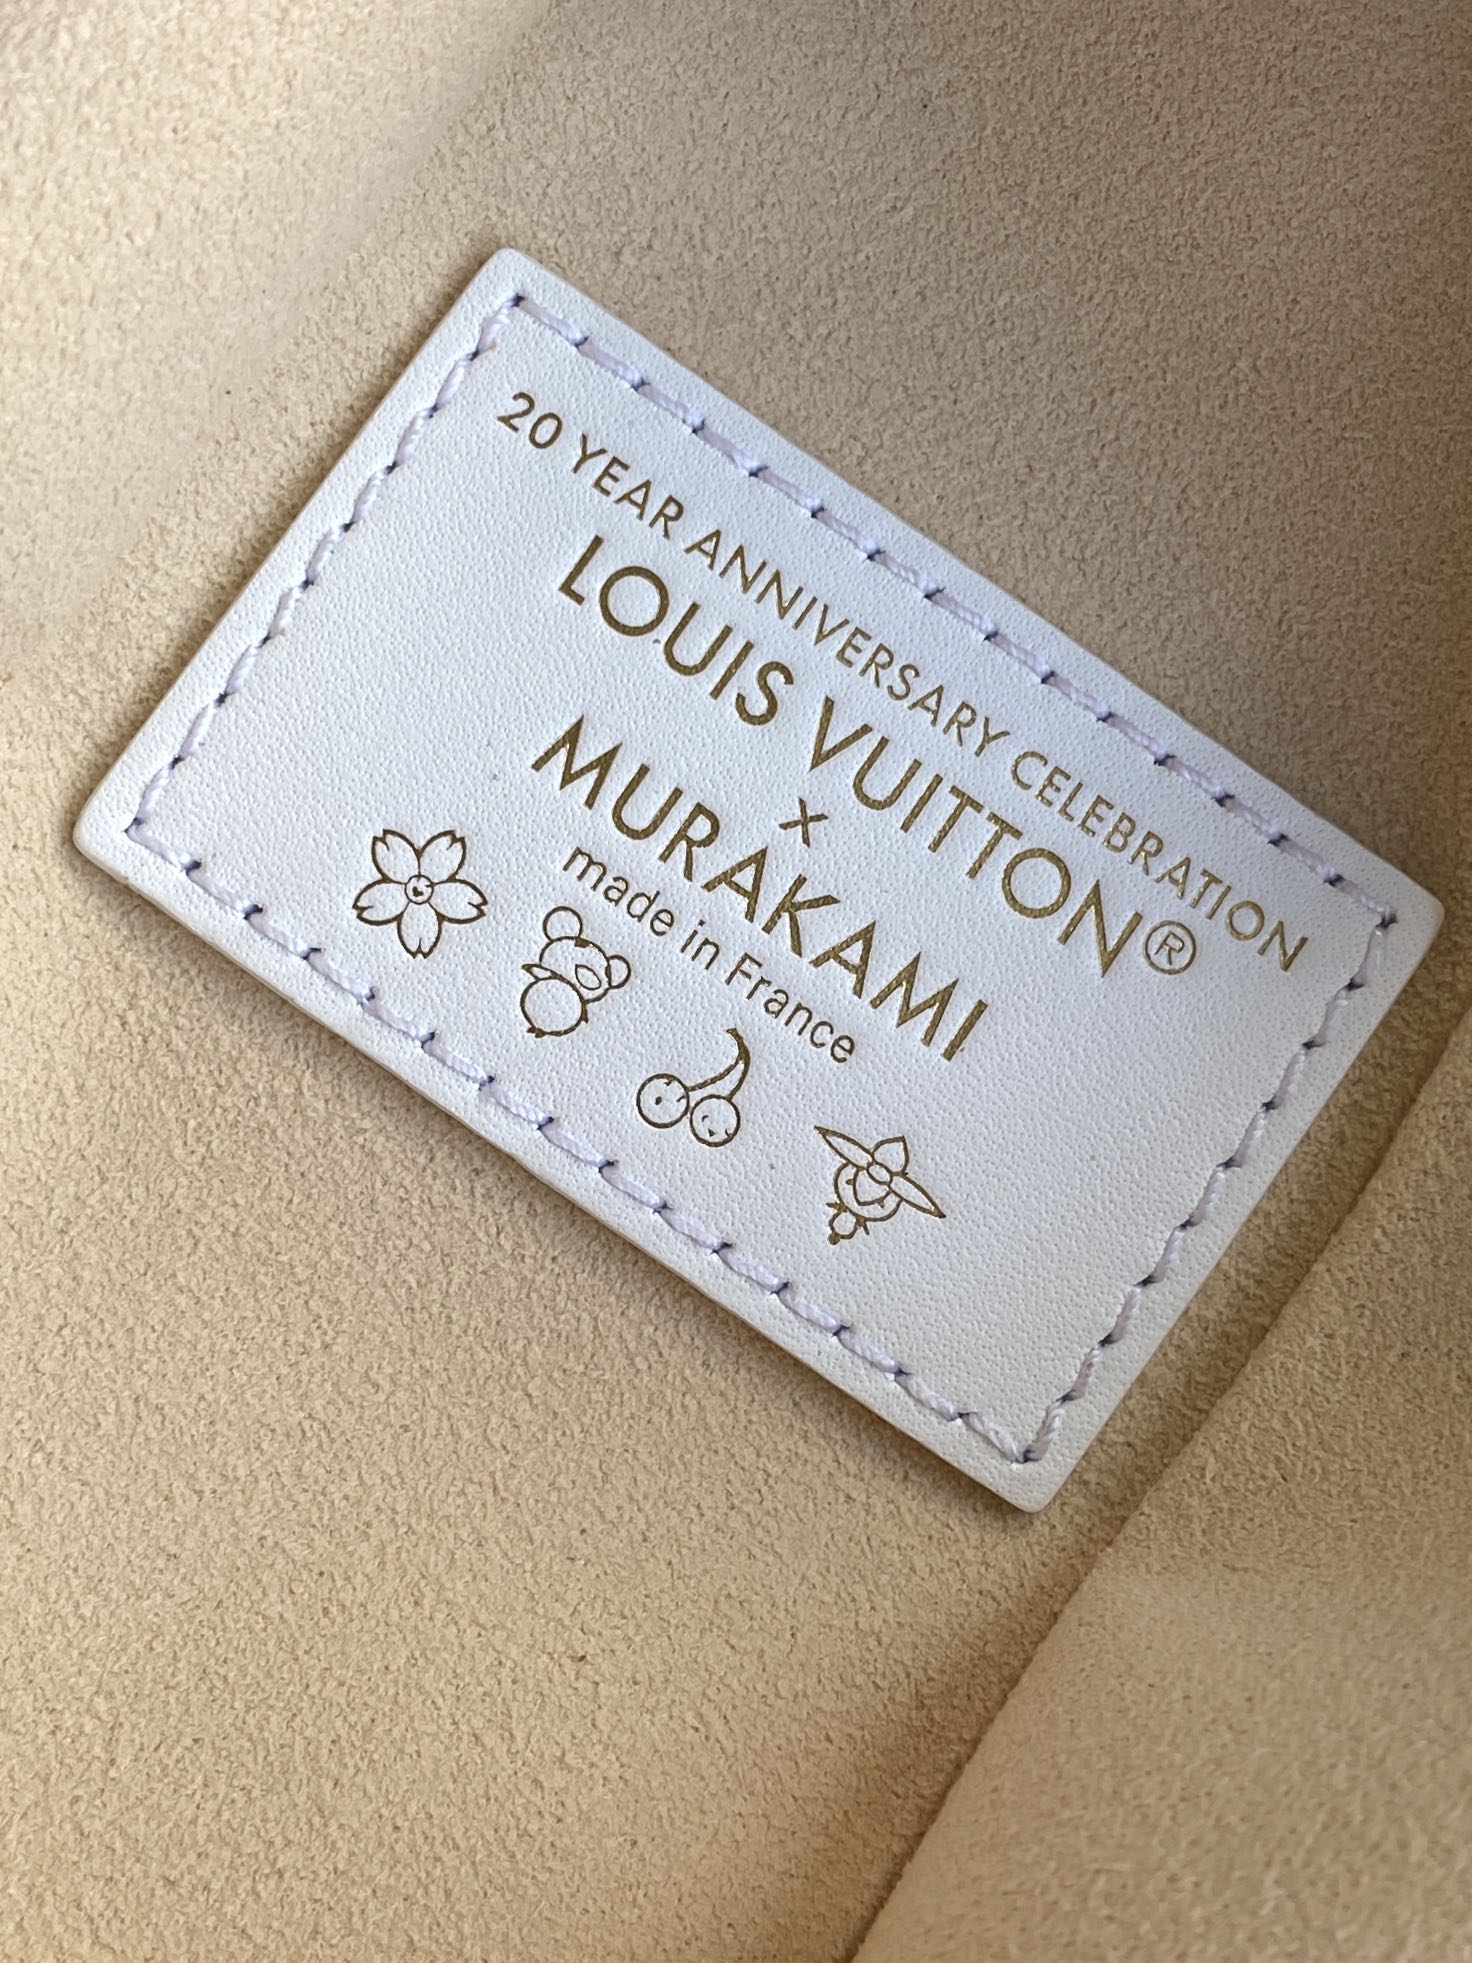 20 YEAR ANNIVERSARY CELEBRATION
LOUIS VUITTON®
x
MURAKAMI
made in France